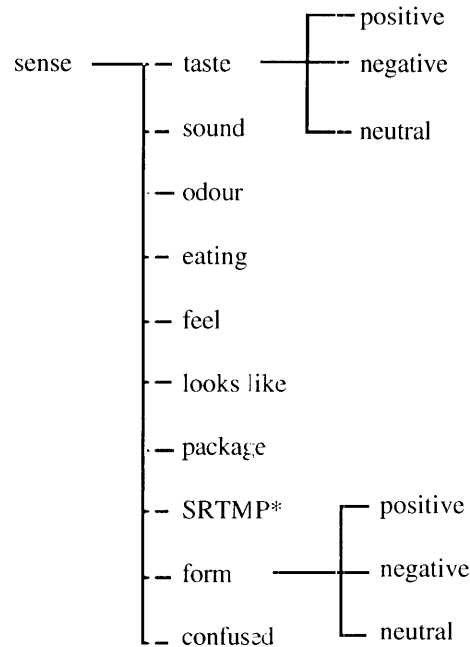 positive
sense taste negative
sound neutral
odour
eating
feel
looks like
package
SRTMP*
positive
form negative
confused neutral